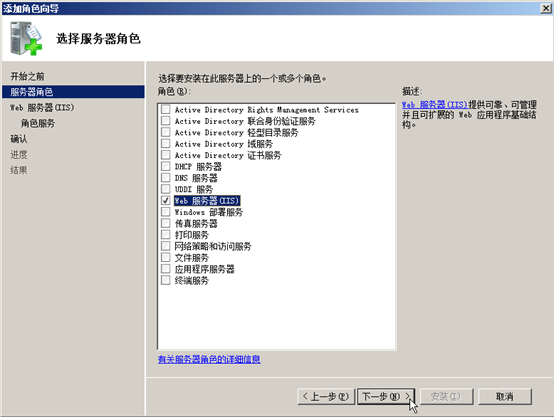 添加角色向导
选择服务器角色
开始之前
服务器角色
Web 服务器(IIS)
角色服务
确认
进度
结果
选择要安装在此服务器上的一个或多个角色。
角色(R):
Active Directory Rights Management Services
Active Directory 联合身份验证服务
Active Directory 轻型目录服务
Active Directory 域服务
Active Directory 证书服务
DHCP 服务器
DNS 服务器
UDDI 服务
Web 服务器(IIS)
Windows 部署服务
传真服务器
打印服务
网络策略和访问服务
文件服务
应用程序服务器
终端服务
有关服务器角色的详细信息
描述:
Web 服务器(IIS)提供可靠、可管理
并且可扩展的 Web 应用程序基础结
构。
< 上一步(P)
下一步(N) >
安装(I)
取消